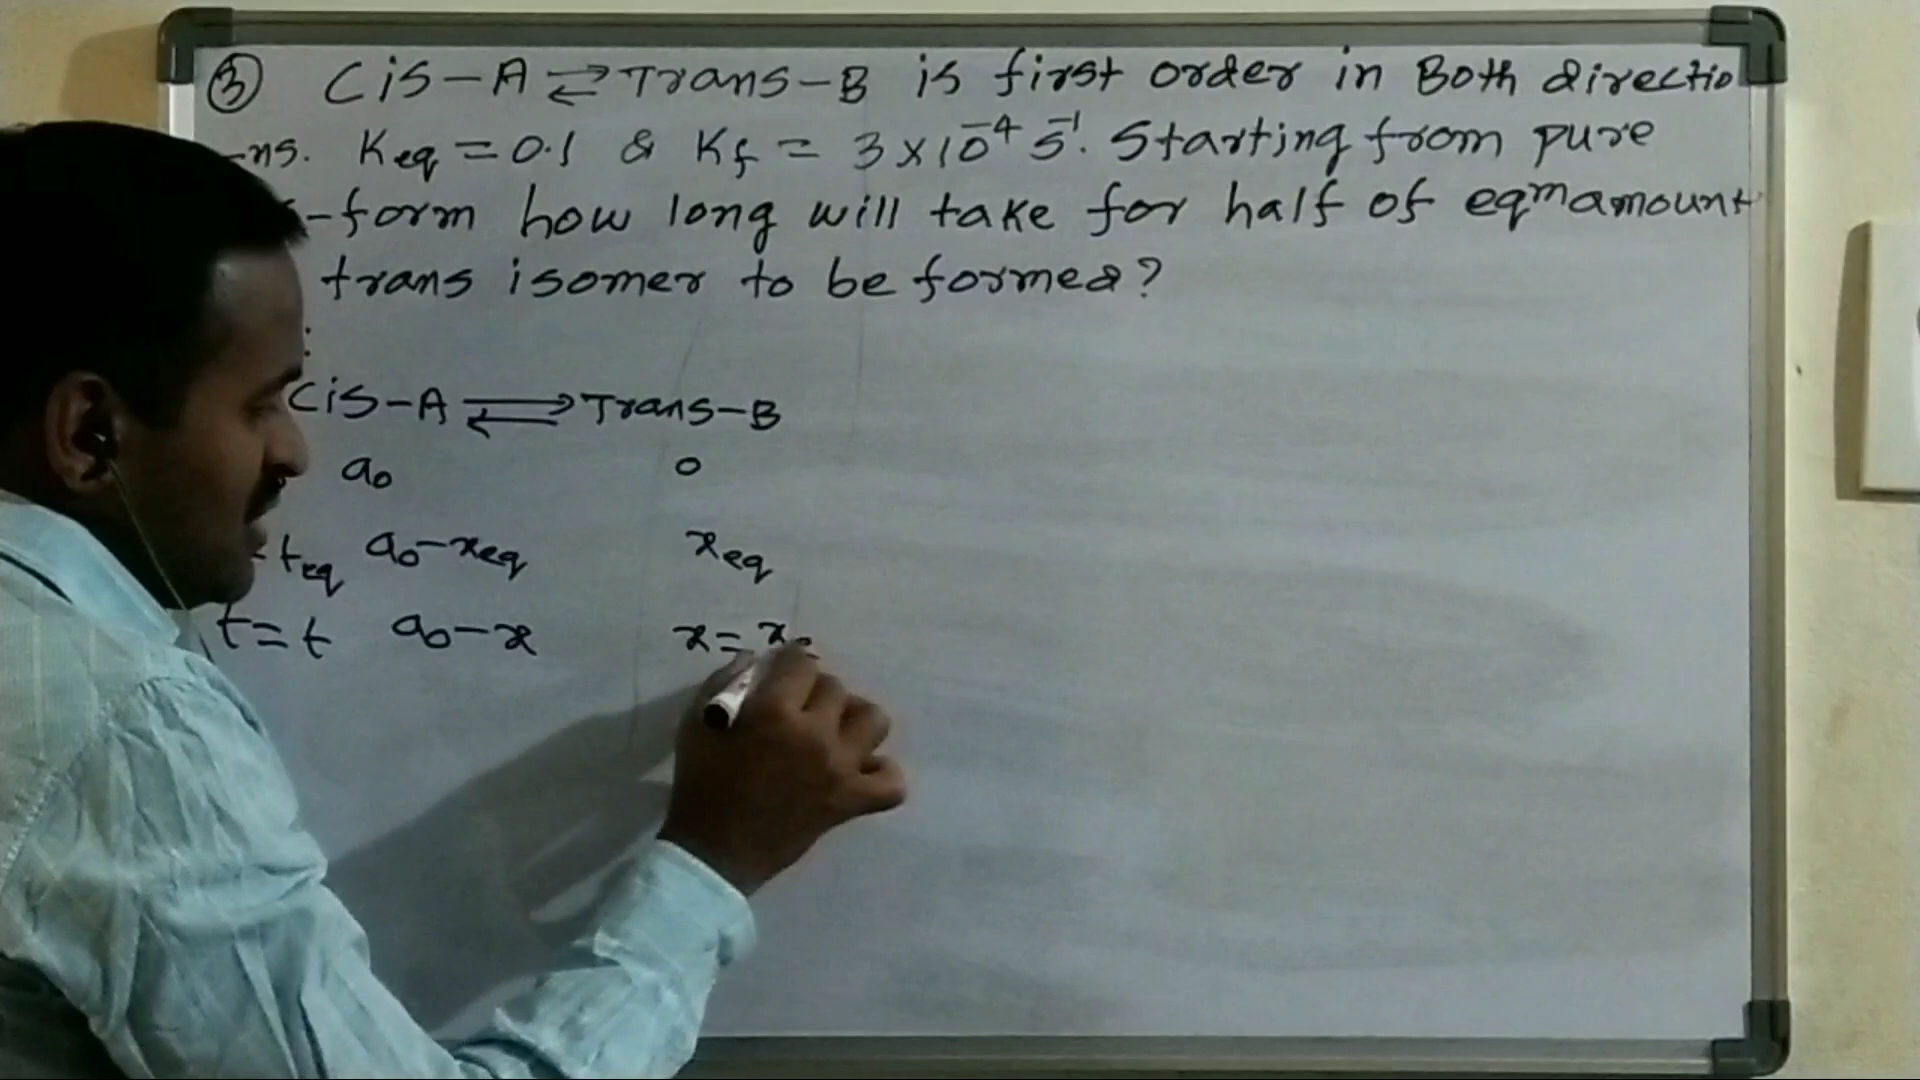 ③ Cis-A ⇌ Trans-B is first order in Both directio
-ns. Keq = 0.1 & Kf = 3×10⁻⁴ s⁻¹. Starting from pure
-form how long will take for half of eqᵐ amount
trans isomer to be formed?
:
Cis-A ⇌ Trans-B
a₀ 0
teq a₀-xeq xeq
t=t a₀-x x=